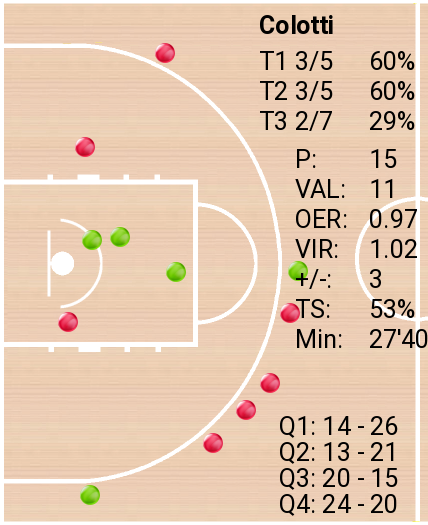 Colotti
T1 3/5 60%
T2 3/5 60%
T3 2/7 29%
P: 15
VAL: 11
OER: 0.97
VIR: 1.02
+/-: 3
TS: 53%
Min: 27'40
Q1: 14 - 26
Q2: 13 - 21
Q3: 20 - 15
Q4: 24 - 20